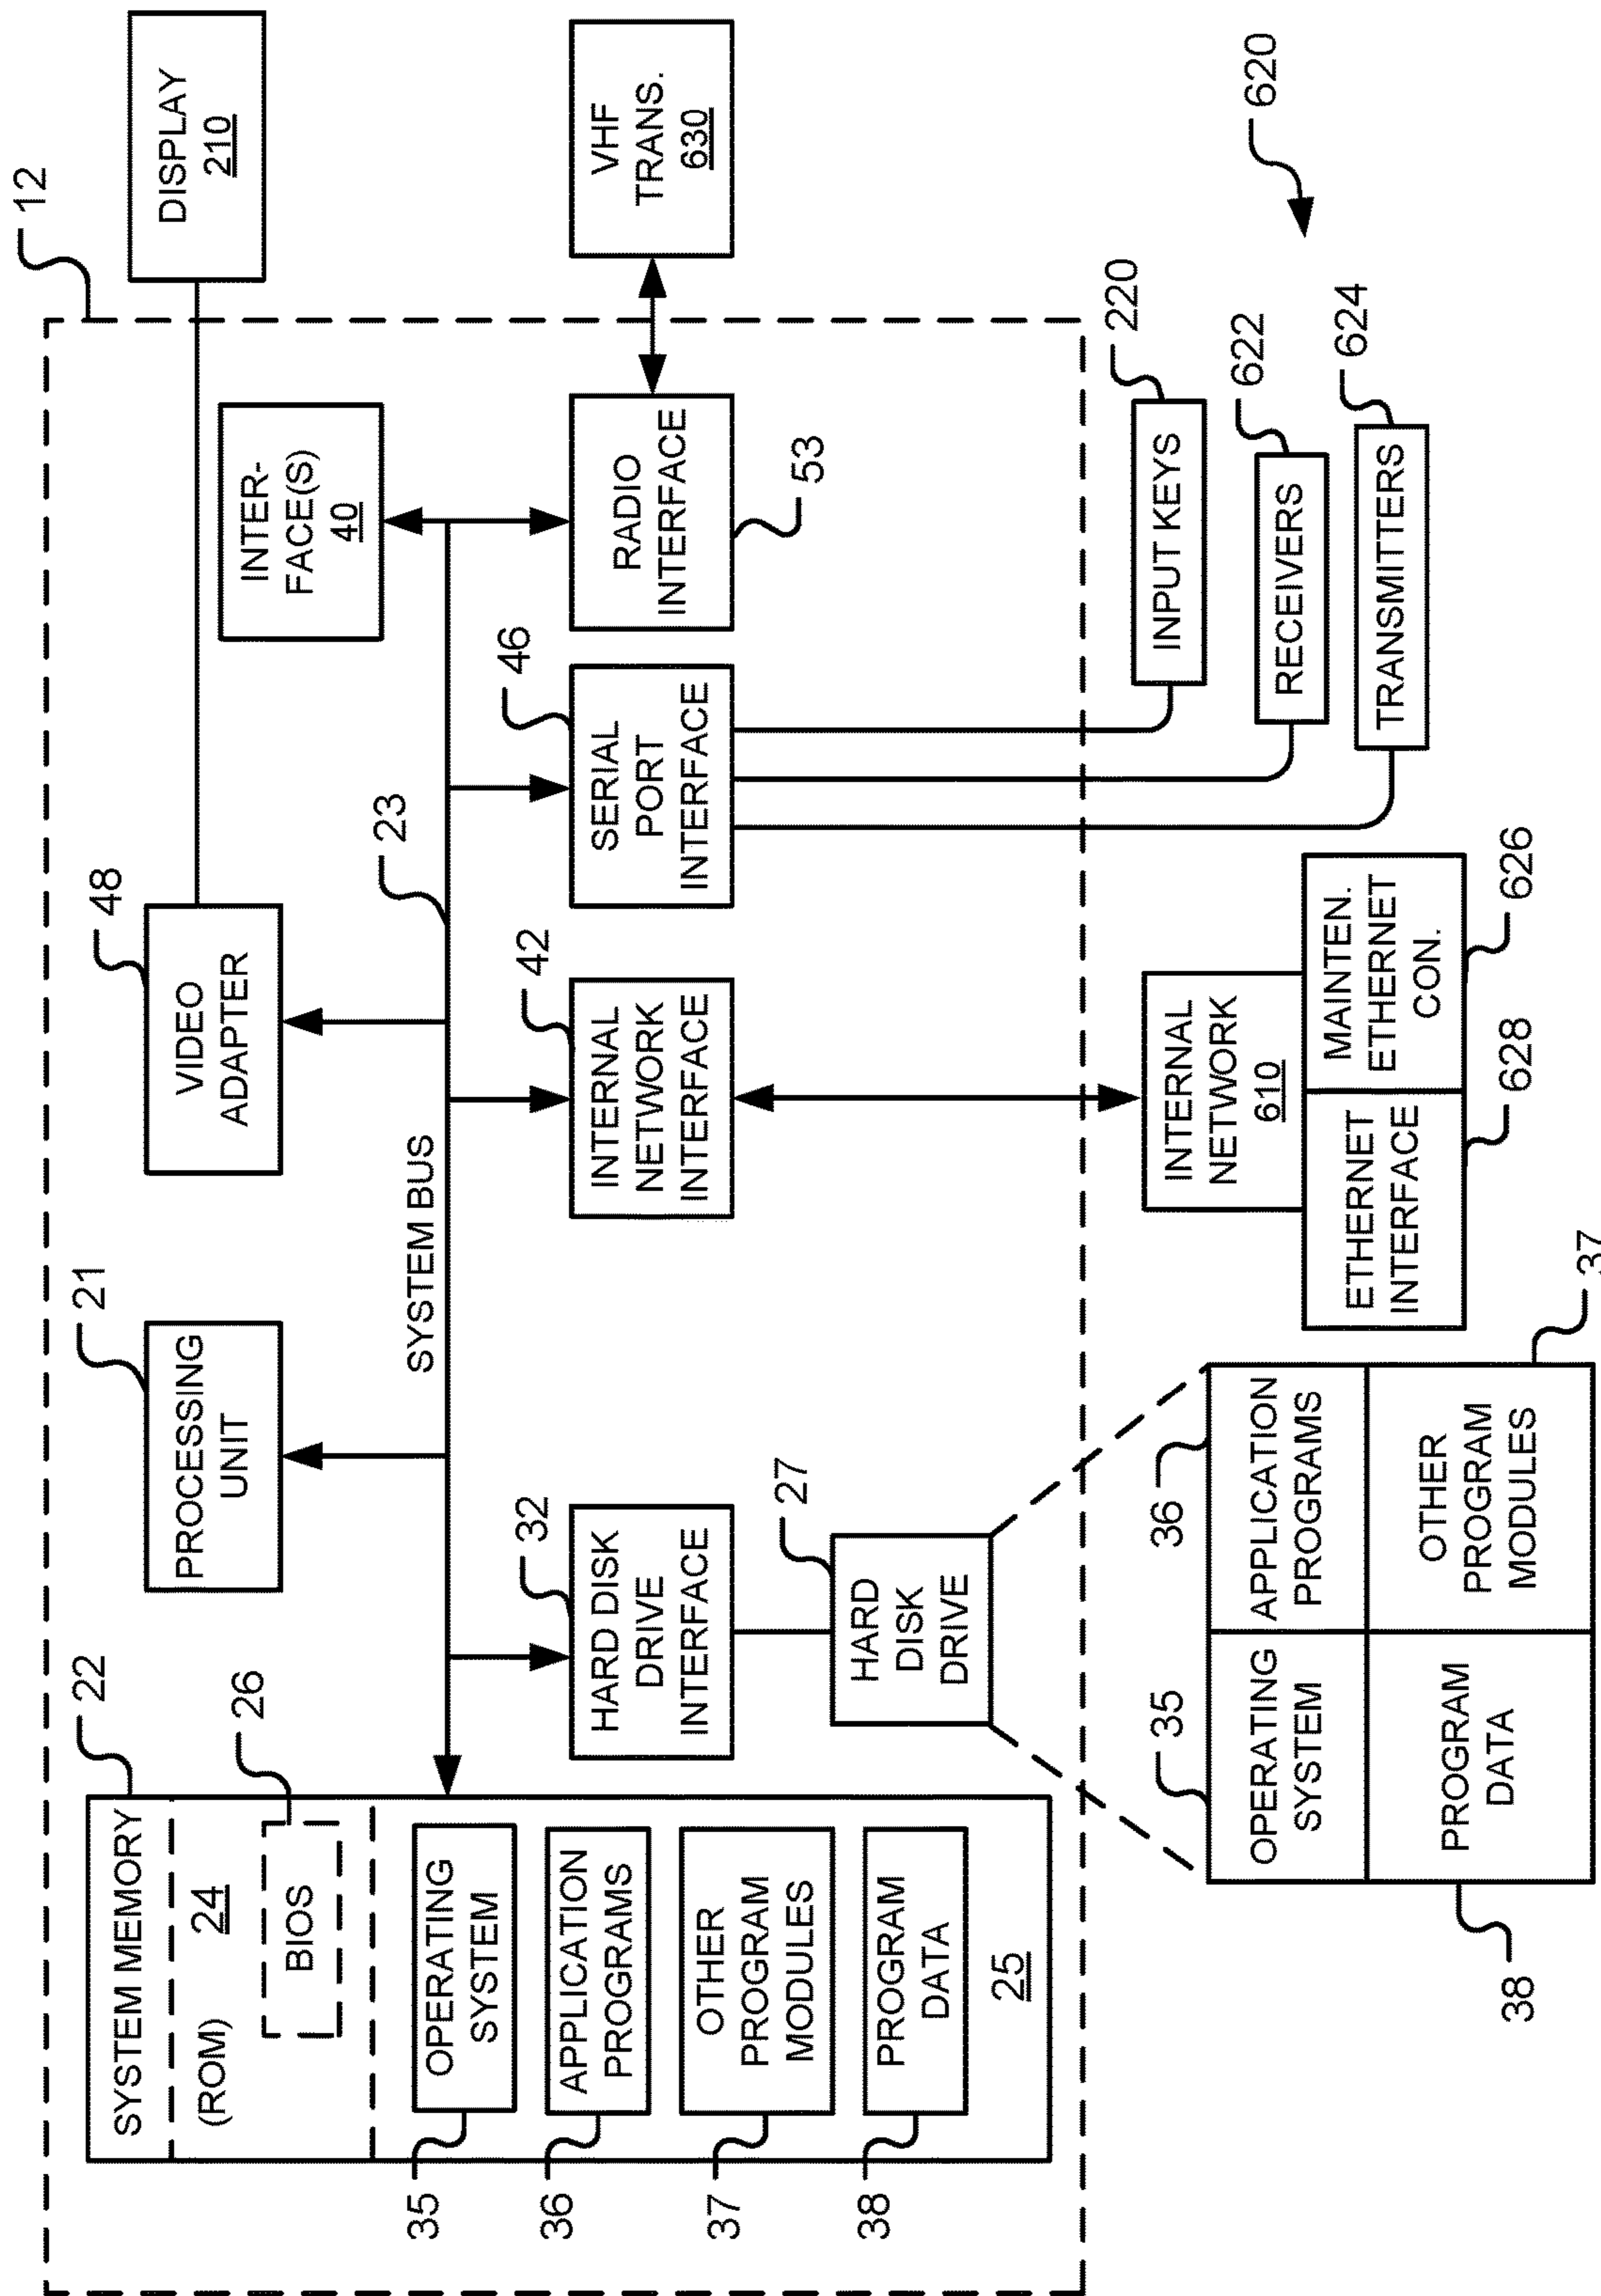 12
SYSTEM MEMORY
22
(ROM)
24
BIOS
26
OPERATING
SYSTEM
35
APPLICATION
PROGRAMS
36
OTHER
PROGRAM
MODULES
37
PROGRAM
DATA
38
25
PROCESSING
UNIT
21
VIDEO
ADAPTER
48
DISPLAY
210
SYSTEM BUS
23
INTER-
FACE(S)
40
HARD DISK
DRIVE
INTERFACE
32
INTERNAL
NETWORK
INTERFACE
42
SERIAL
PORT
INTERFACE
46
RADIO
INTERFACE
53
VHF
TRANS.
630
HARD
DISK
DRIVE
27
INPUT KEYS
220
RECEIVERS
622
TRANSMITTERS
624
620
INTERNAL
NETWORK
610
ETHERNET
INTERFACE
628
MAINTEN.
ETHERNET
CON.
626
OPERATING
SYSTEM
35
APPLICATION
PROGRAMS
36
PROGRAM
DATA
38
OTHER
PROGRAM
MODULES
37